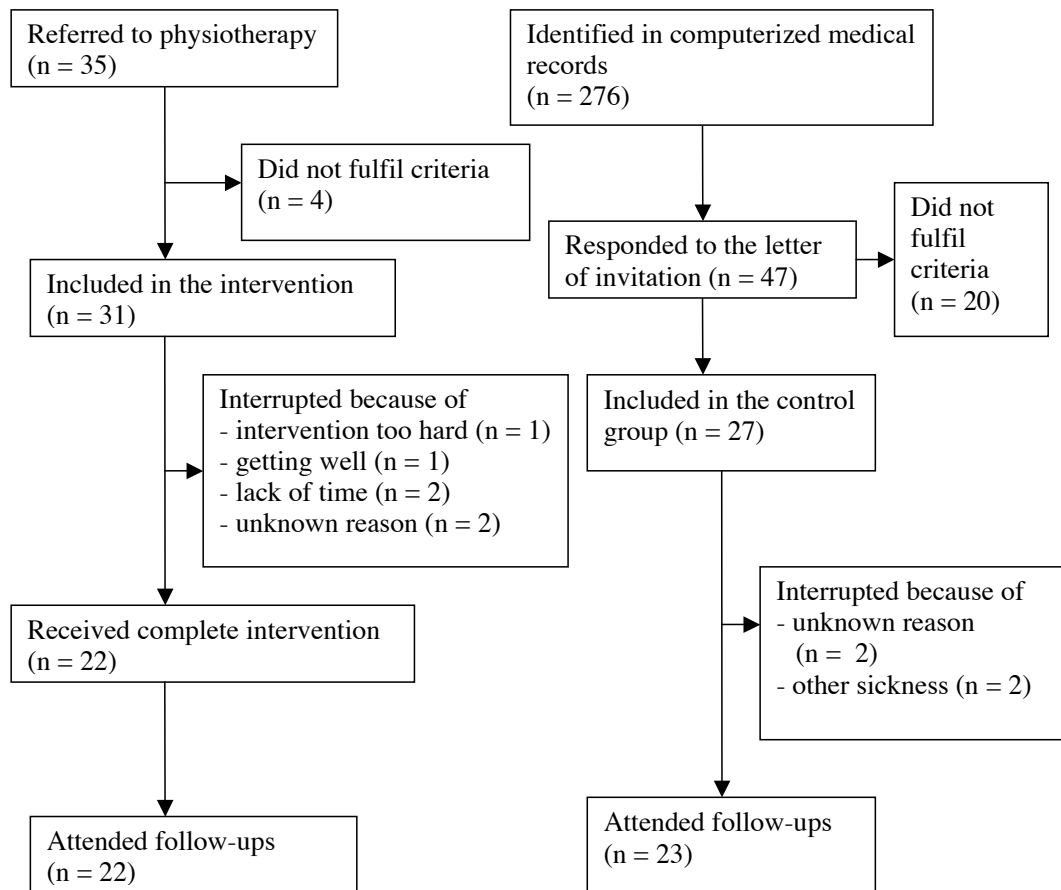 Referred to physiotherapy
(n = 35)
Did not fulfil criteria
(n = 4)
Included in the intervention
(n = 31)
Interrupted because of
- intervention too hard (n = 1)
- getting well (n = 1)
- lack of time (n = 2)
- unknown reason (n = 2)
Received complete intervention
(n = 22)
Attended follow-ups
(n = 22)
Identified in computerized medical
records
(n = 276)
Responded to the letter
of invitation (n = 47)
Did not
fulfil
criteria
(n = 20)
Included in the control
group (n = 27)
Interrupted because of
- unknown reason
(n = 2)
- other sickness (n = 2)
Attended follow-ups
(n = 23)